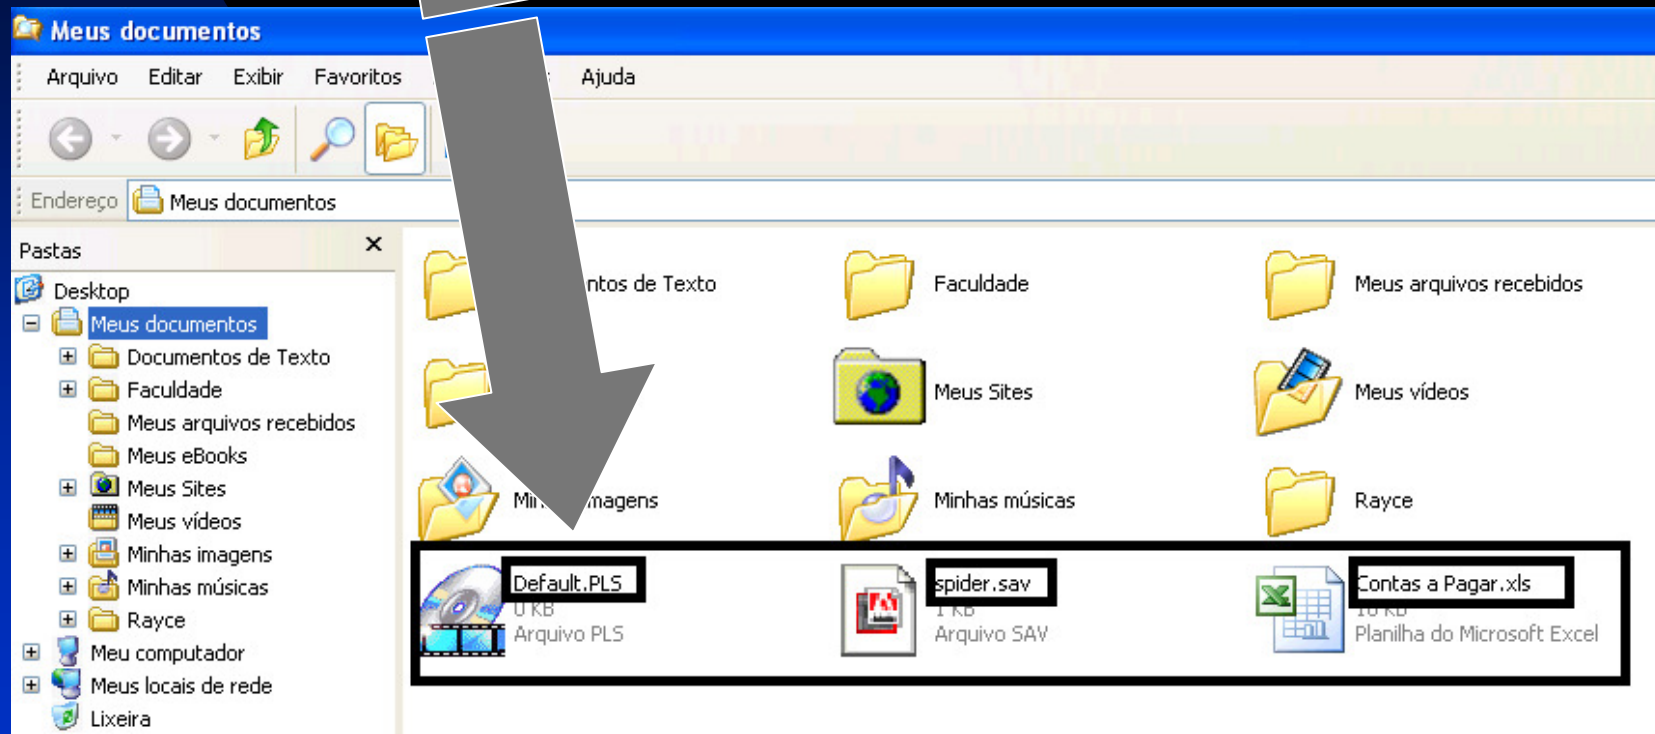 Meus documentos
Arquivo Editar Exibir Favoritos Ajuda
Endereço Meus documentos
Pastas
Desktop
Meus documentos
Documentos de Texto
Faculdade
Meus arquivos recebidos
Meus eBooks
Meus Sites
Meus vídeos
Minhas imagens
Minhas músicas
Rayce
Meu computador
Meus locais de rede
Lixeira
de Texto
Faculdade
Meus arquivos recebidos
Meus Sites
Meus vídeos
Minhas músicas
Rayce
Default.PLS
0 KB
Arquivo PLS
spider.sav
1 KB
Arquivo SAV
Contas a Pagar.xls
Planilha do Microsoft Excel